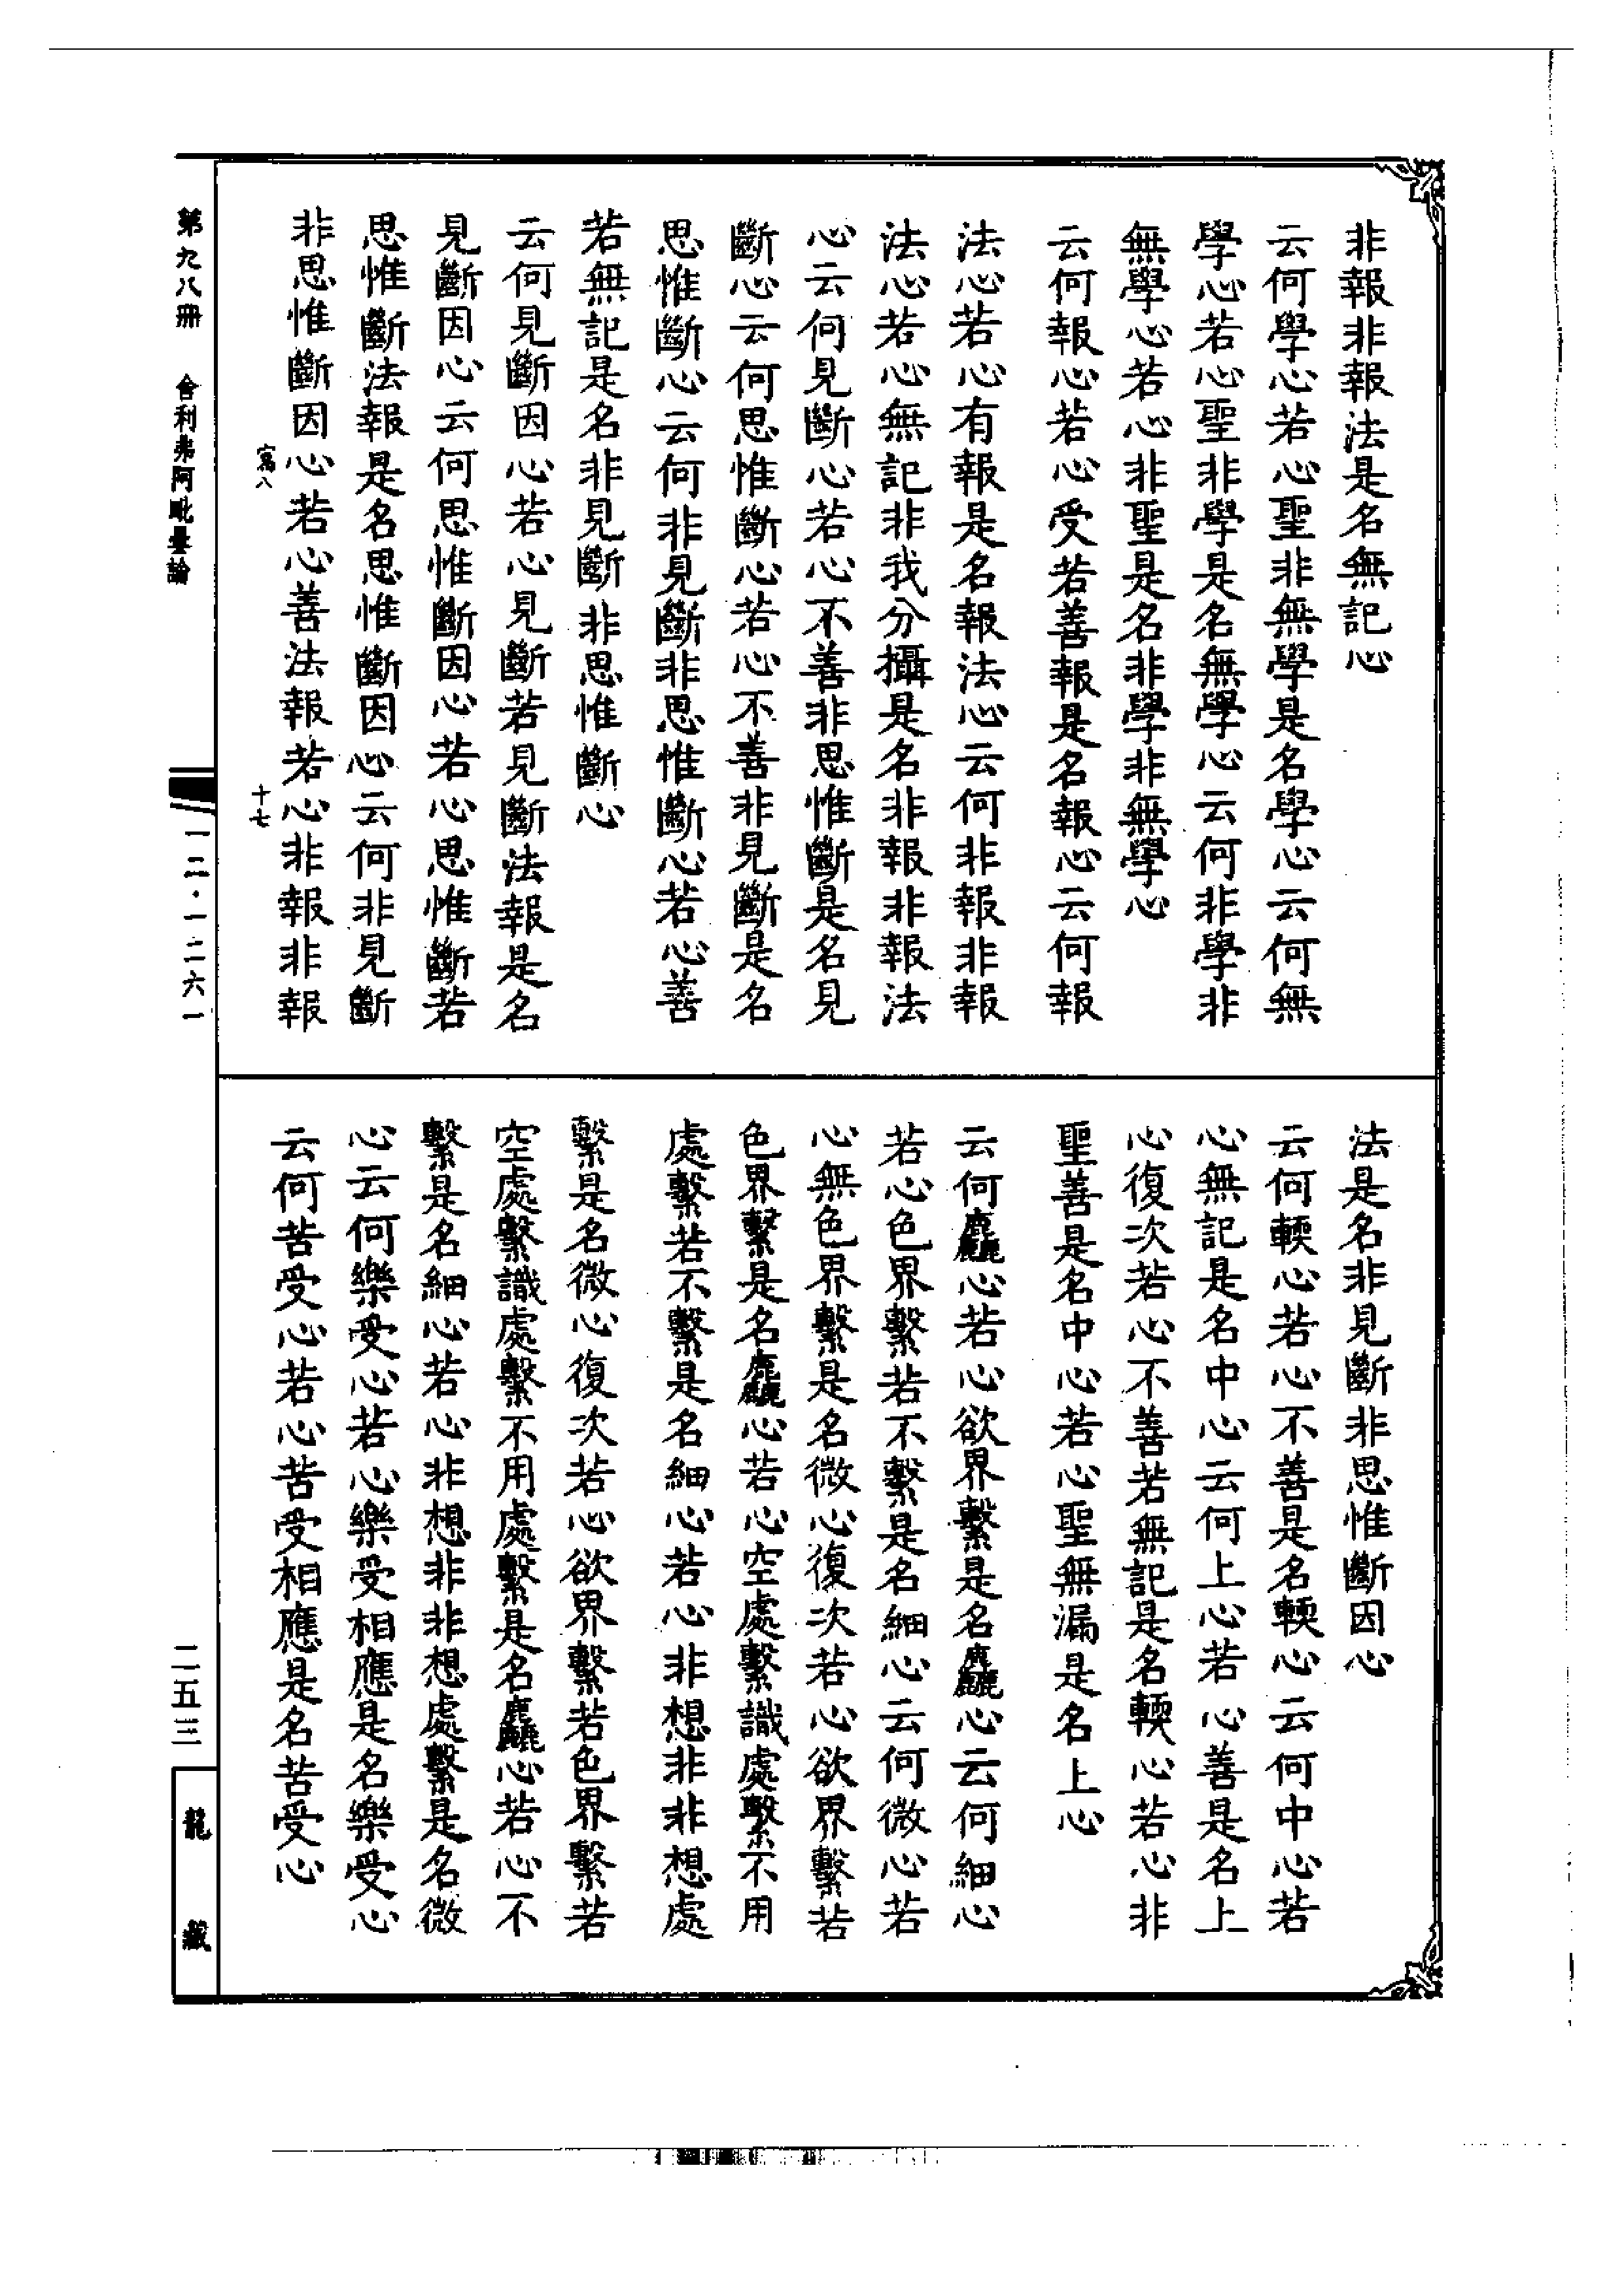 非報非報法是名無記心
云何學心若心聖非無學是名學心云何無
學心若心聖非學是名無學心云何非學非
無學心若心非聖是名非學非無學心
云何報心若心受若善報是名報心云何報
法心若心有報是名報法心云何非報非報
法心若心無記非我分攝是名非報非報法
心云何見斷心若心不善非思惟斷是名見
斷心云何思惟斷心若心不善非見斷是名
思惟斷心云何非見斷非思惟斷心若心善
若無記是名非見斷非思惟斷心
云何見斷因心若心見斷若見斷法報是名
見斷因心云何思惟斷因心若心思惟斷若
思惟斷法報是名思惟斷因心云何非見斷
非思惟斷因心若心善法報若心非報非報
寫八
十七
法是名非見斷非思惟斷因心
云何輭心若心不善是名輭心云何中心若
心無記是名中心云何上心若心善是名上
心復次若心不善若無記是名輭心若心非
聖善是名中心若心聖無漏是名上心
云何麤心若心欲界繫是名麤心云何細心
若心色界繫若不繫是名細心云何微心若
心無色界繫是名微心復次若心欲界繫若
色界繫是名麤心若心空處繫識處繫不用
處繫若不繫是名細心若心非想非非想處
繫是名微心復次若心欲界繫若色界繫若
空處繫識處繫不用處繫是名麤心若心不
繫是名細心若心非想非非想處繫是名微
心云何樂受心若心樂受相應是名樂受心
云何苦受心若心苦受相應是名苦受心
第九八冊 舍利弗阿毗曇論
一二·一二六一
二五三
龍藏